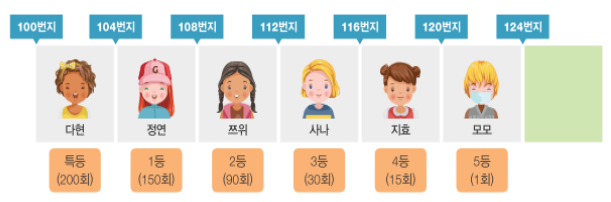 100번지 104번지 108번지 112번지 116번지 120번지 124번지
G
다현 정연 쯔위 사나 지효 모모
특등 1등 2등 3등 4등 5등
(200회) (150회) (90회) (30회) (15회) (1회)